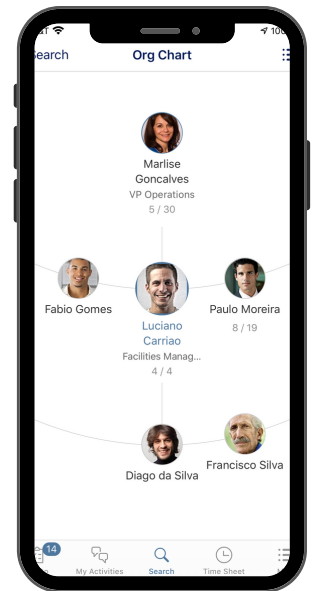 Search
Org Chart
Marlise
Goncalves
VP Operations
5 / 30
Fabio Gomes
Luciano
Carriao
Facilities Manag...
4 / 4
Paulo Moreira
8 / 19
Diago da Silva
Francisco Silva
14
My Activities
Search
Time Sheet